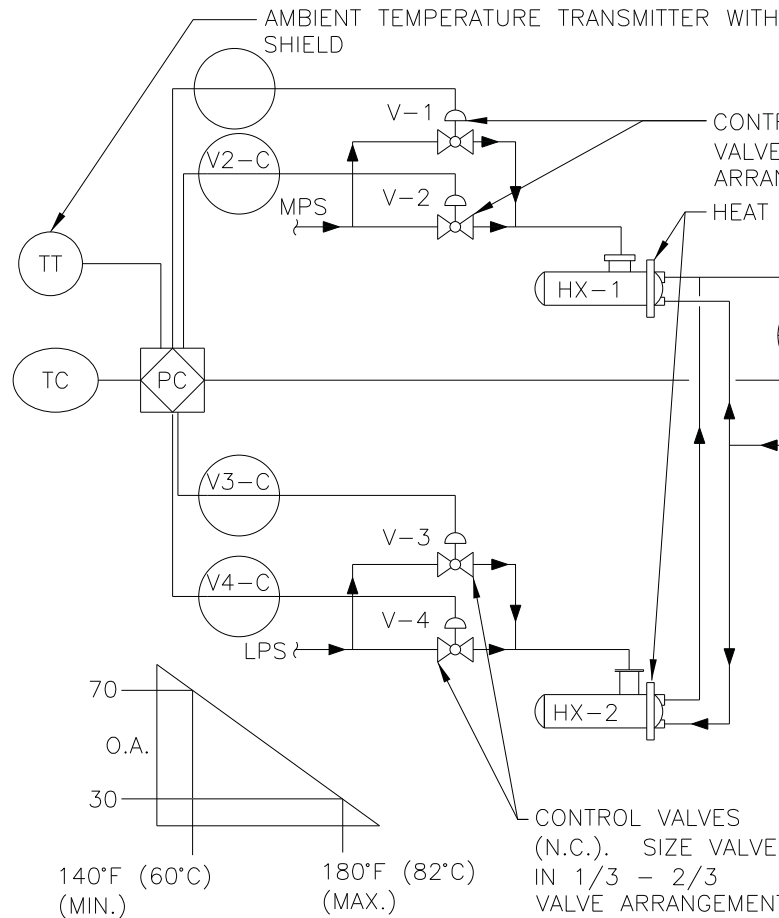 AMBIENT TEMPERATURE TRANSMITTER WITH
SHIELD
V-1
CONTR
VALVE
ARRAN
V2-C
V-2
MPS
HEAT
TT
HX-1
TC
PC
V3-C
V-3
V4-C
V-4
LPS
70
O.A.
30
HX-2
140°F (60°C)
(MIN.)
180°F (82°C)
(MAX.)
CONTROL VALVES
(N.C.). SIZE VALVE
IN 1/3 - 2/3
VALVE ARRANGEMENT